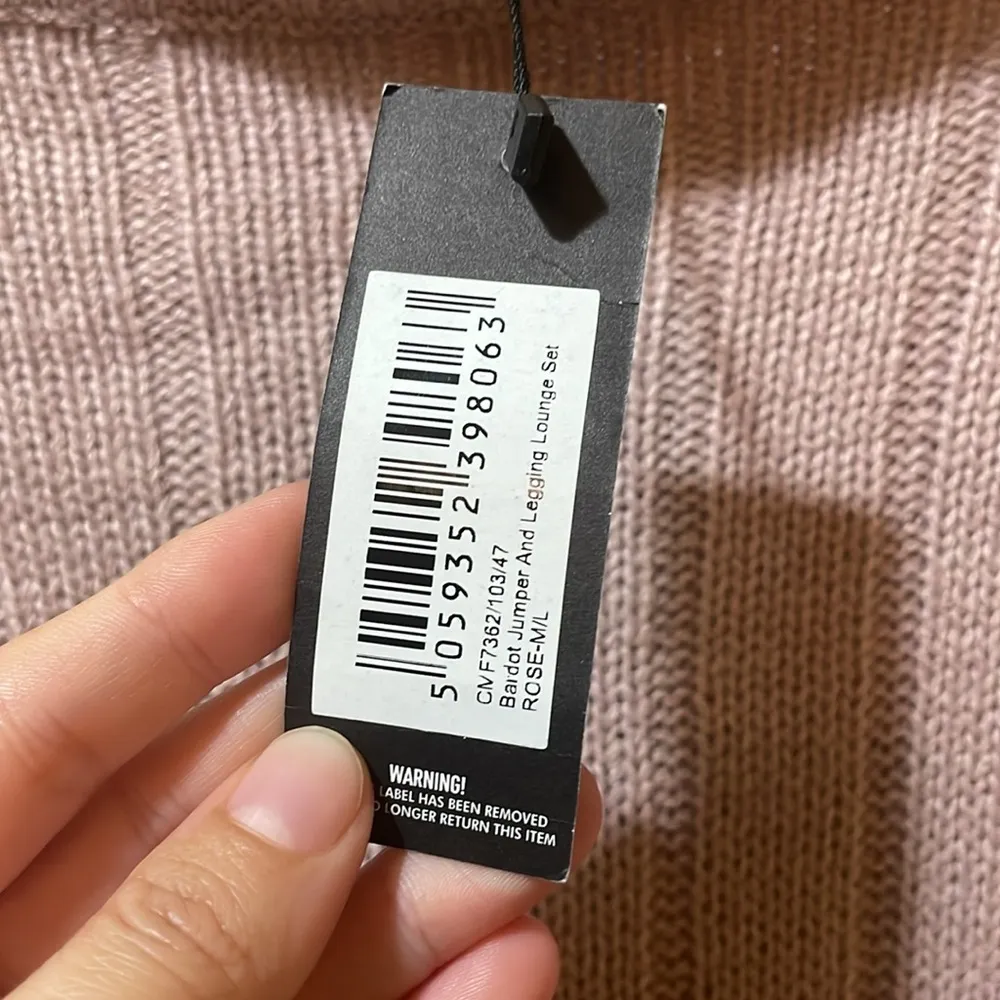 5 059352 398063
CMF7362/103/47
Bardot Jumper And Legging Lounge Set
ROSE-M/L
WARNING!
LABEL HAS BEEN REMOVED
LONGER RETURN THIS ITEM